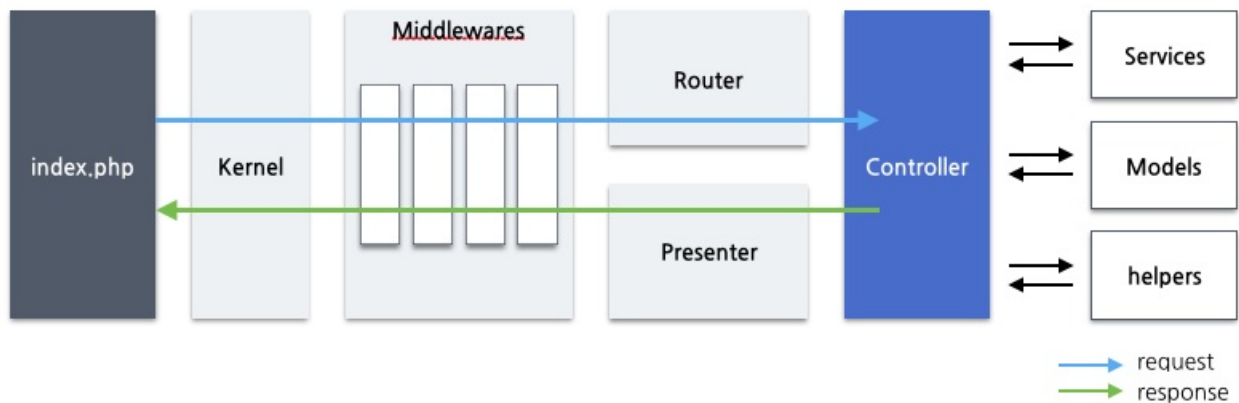 Middlewares
Router
Services
index.php
Kernel
Controller
Models
Presenter
helpers
request
response